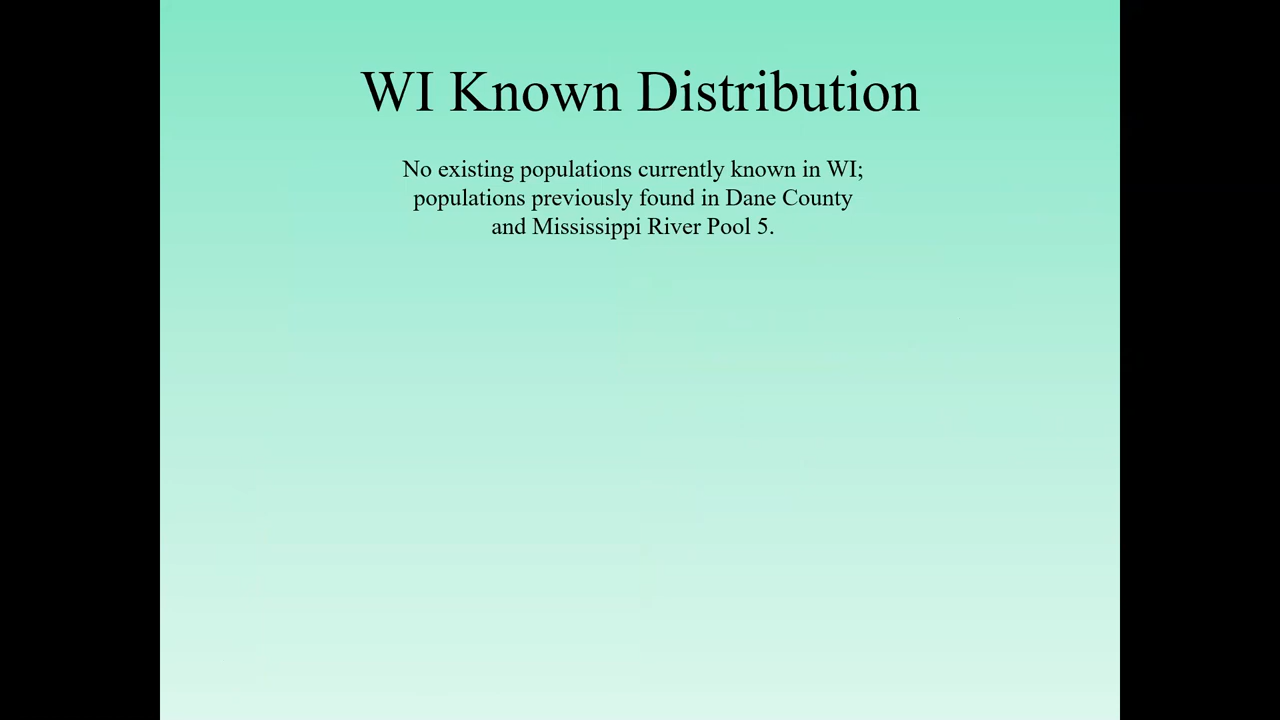 WI Known Distribution
No existing populations currently known in WI;
populations previously found in Dane County
and Mississippi River Pool 5.